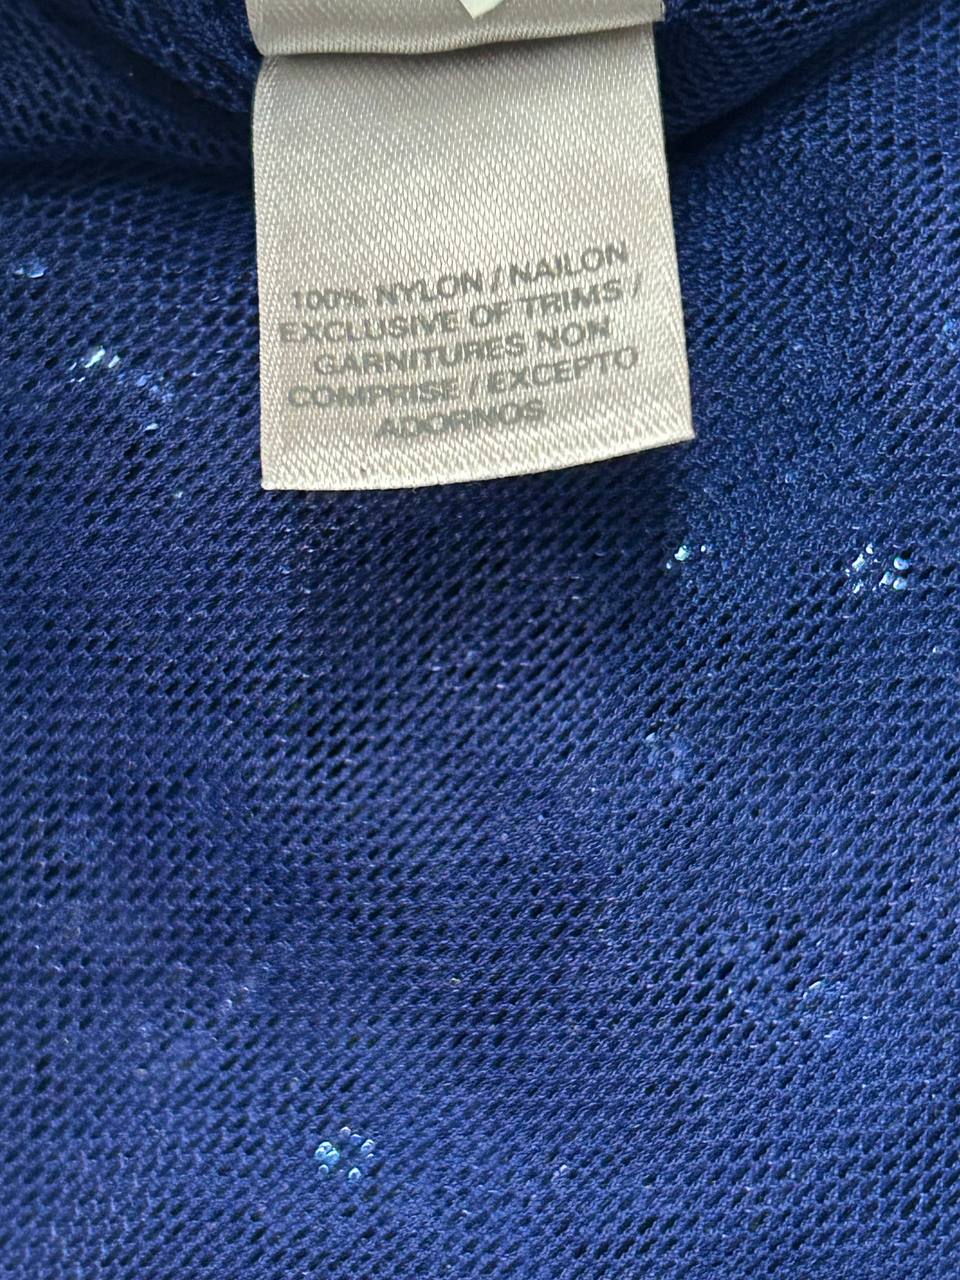 100% NYLON / NAILON
EXCLUSIVE OF TRIMS /
GARNITURES NON
COMPRISE / EXCEPTO
ADORNOS